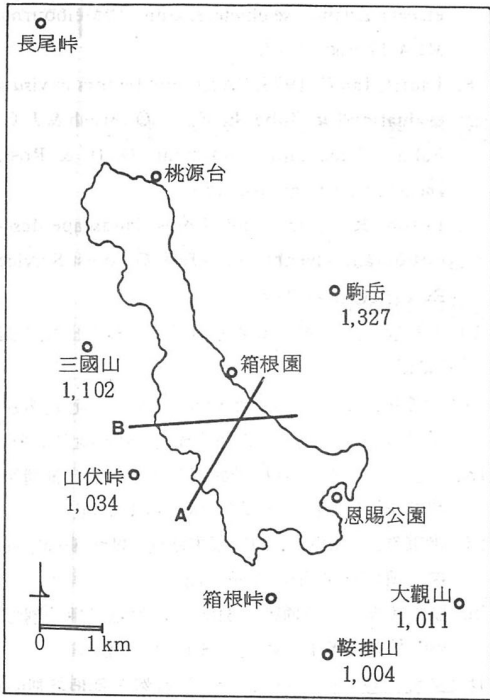 長尾峠
桃源台
駒岳
1,327
三國山
1,102
箱根園
B
山伏峠
1,034
A
恩賜公園
箱根峠
大觀山
1,011
0 1 km
鞍掛山
1,004